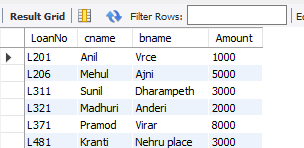 Result Grid Filter Rows:
LoanNo cname bname Amount
L201 Anil Vrce 1000
L206 Mehul Ajni 5000
L311 Sunil Dharampeth 3000
L321 Madhuri Anderi 2000
L371 Pramod Virar 8000
L481 Kranti Nehru place 3000